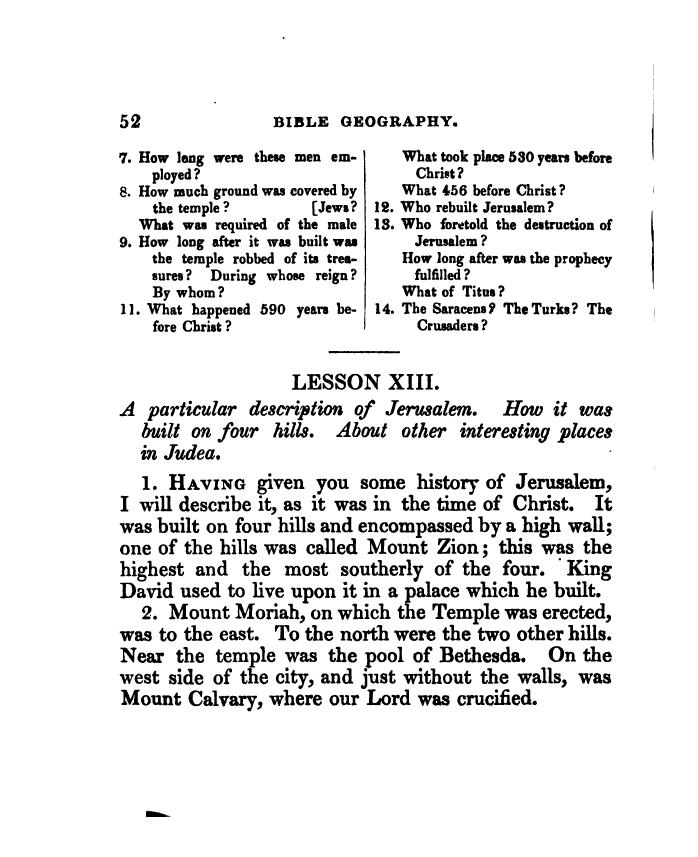 52 BIBLE GEOGRAPHY.
7. How long were these men em-
ployed?
8. How much ground was covered by
the temple? [Jews?
What was required of the male
9. How long after it was built was
the temple robbed of its trea-
sures? During whose reign?
By whom?
11. What happened 590 years be-
fore Christ?
What took place 530 years before
Christ?
What 456 before Christ?
12. Who rebuilt Jerusalem?
13. Who foretold the destruction of
Jerusalem?
How long after was the prophecy
fulfilled?
What of Titus?
14. The Saracens? The Turks? The
Crusaders?
LESSON XIII.
A particular description of Jerusalem. How it was
built on four hills. About other interesting places
in Judea.
1. HAVING given you some history of Jerusalem,
I will describe it, as it was in the time of Christ. It
was built on four hills and encompassed by a high wall;
one of the hills was called Mount Zion; this was the
highest and the most southerly of the four. King
David used to live upon it in a palace which he built.
2. Mount Moriah, on which the Temple was erected,
was to the east. To the north were the two other hills.
Near the temple was the pool of Bethesda. On the
west side of the city, and just without the walls, was
Mount Calvary, where our Lord was crucified.